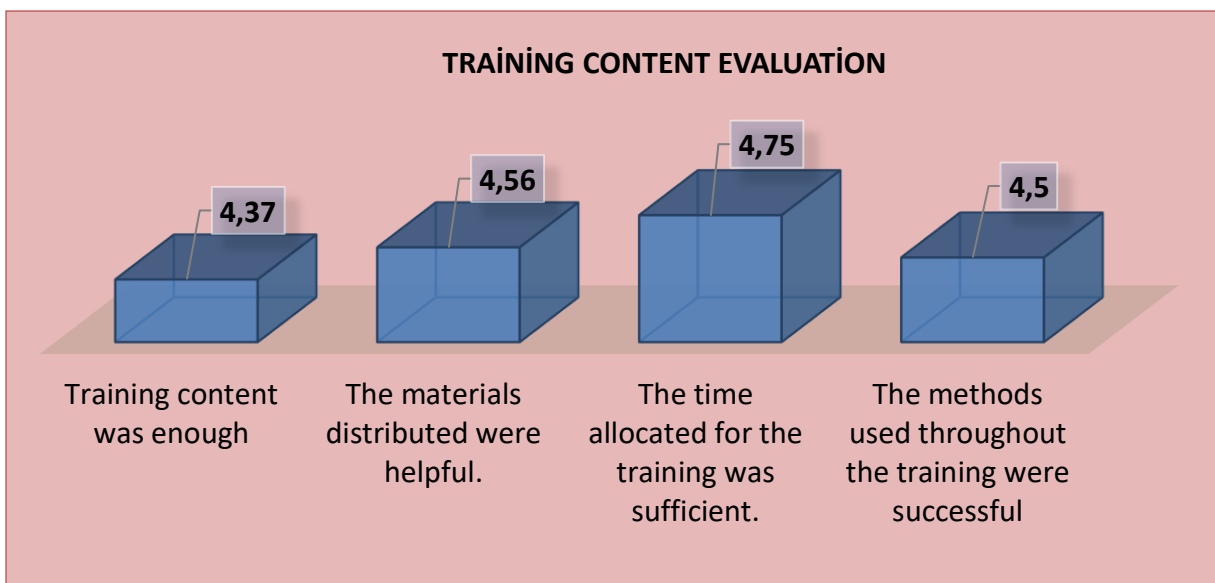 TRAİNİNG CONTENT EVALUATİON
4,37
4,56
4,75
4,5
Training content
was enough
The materials
distributed were
helpful.
The time
allocated for the
training was
sufficient.
The methods
used throughout
the training were
successful